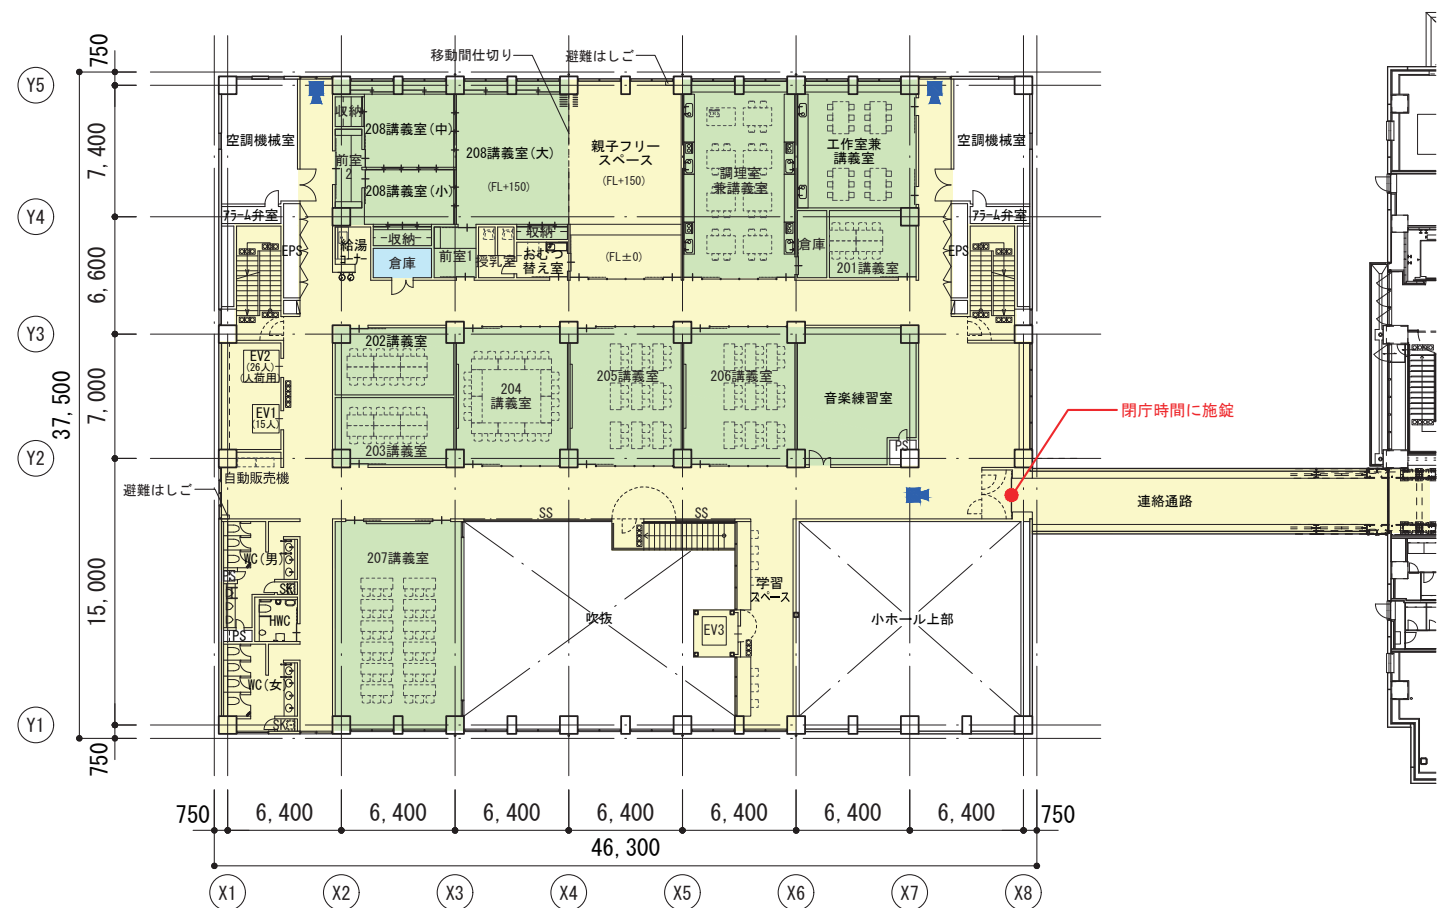 移動間仕切り
避難はしご
750
Y5
収納
空調機械室
208講義室(中)
208講義室(大)
親子フリー
スペース
(FL+150)
(FL+150)
前室
2
208講義室(小)
調理室
兼講義室
工作室兼
講義室
空調機械室
7,400
Y4
アラーム弁室
アラーム弁室
EPS
給湯
コーナー
収納
倉庫
前室1
授乳室
収納
おむつ
替え室
(FL±0)
倉庫
201講義室
EPS
6,600
Y3
EV2
(26人)
(人荷用)
EV1
(15人)
202講義室
203講義室
204
講義室
205講義室
206講義室
音楽練習室
PS
閉庁時間に施錠
7,000
37,500
Y2
自動販売機
避難はしご
連絡通路
SS
SS
WC(男)
PS
SK
HWC
PS
WC(女)
SK
207講義室
吹抜
EV3
学習
スペース
小ホール上部
15,000
Y1
750
750
6,400
6,400
6,400
6,400
6,400
6,400
6,400
750
46,300
X1
X2
X3
X4
X5
X6
X7
X8